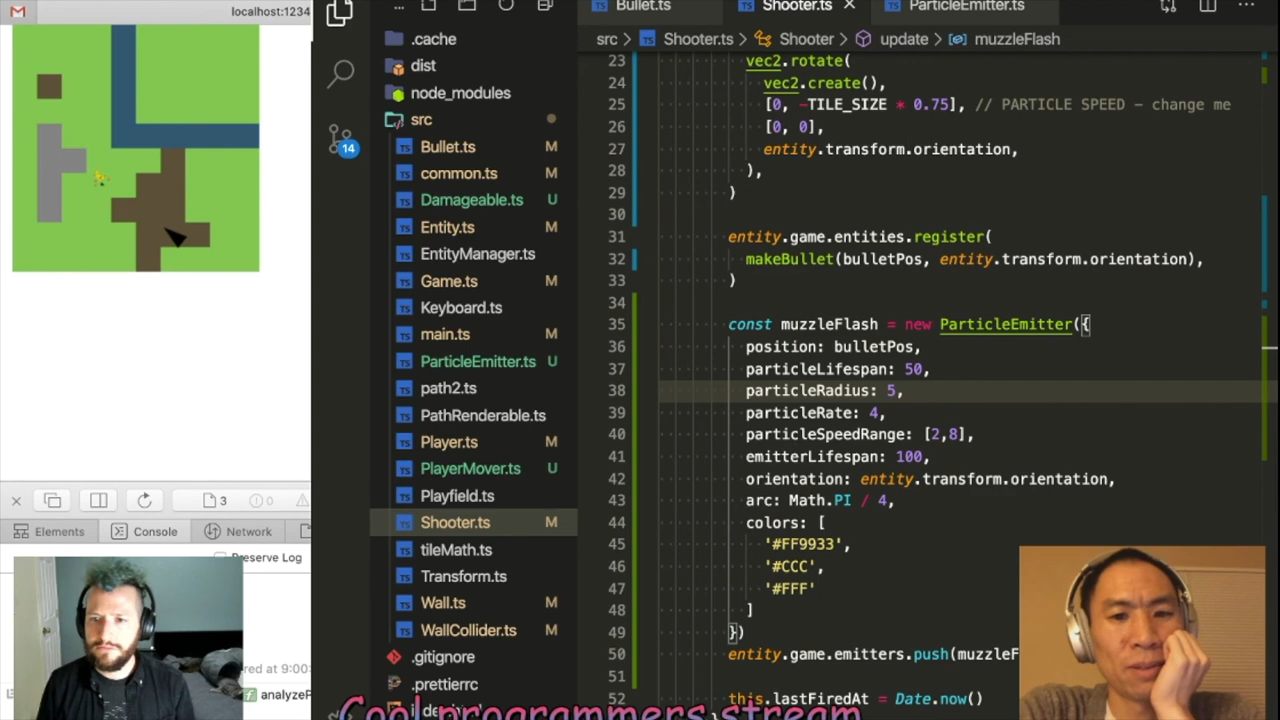 localhost:1234
Bullet.ts
Shooter.ts
ParticleEmitter.ts
src > Shooter.ts > Shooter > update > muzzleFlash
.cache
dist
node_modules
src
Bullet.ts M
common.ts M
Damageable.ts U
Entity.ts M
EntityManager.ts
Game.ts M
Keyboard.ts
main.ts M
ParticleEmitter.ts U
path2.ts
PathRenderable.ts
Player.ts M
PlayerMover.ts U
Playfield.ts
Shooter.ts M
tileMath.ts
Transform.ts
Wall.ts M
WallCollider.ts M
.gitignore
.prettierrc
14
23 vec2.rotate(
24 vec2.create(),
25 [0, -TILE_SIZE * 0.75], // PARTICLE SPEED - change me
26 [0, 0],
27 entity.transform.orientation,
28 ),
29 )
30
31 entity.game.entities.register(
32 makeBullet(bulletPos, entity.transform.orientation),
33 )
34
35 const muzzleFlash = new ParticleEmitter({
36 position: bulletPos,
37 particleLifespan: 50,
38 particleRadius: 5,
39 particleRate: 4,
40 particleSpeedRange: [2,8],
41 emitterLifespan: 100,
42 orientation: entity.transform.orientation,
43 arc: Math.PI / 4,
44 colors: [
45 '#FF9933',
46 '#CCC',
47 '#FFF'
48 ]
49 })
50 entity.game.emitters.push(muzzleF
51
52 this.lastFiredAt = Date.now()
3 0
Elements Console Network
Preserve Log
ed at 9:00:
f analyzeP
Cool programmers stream